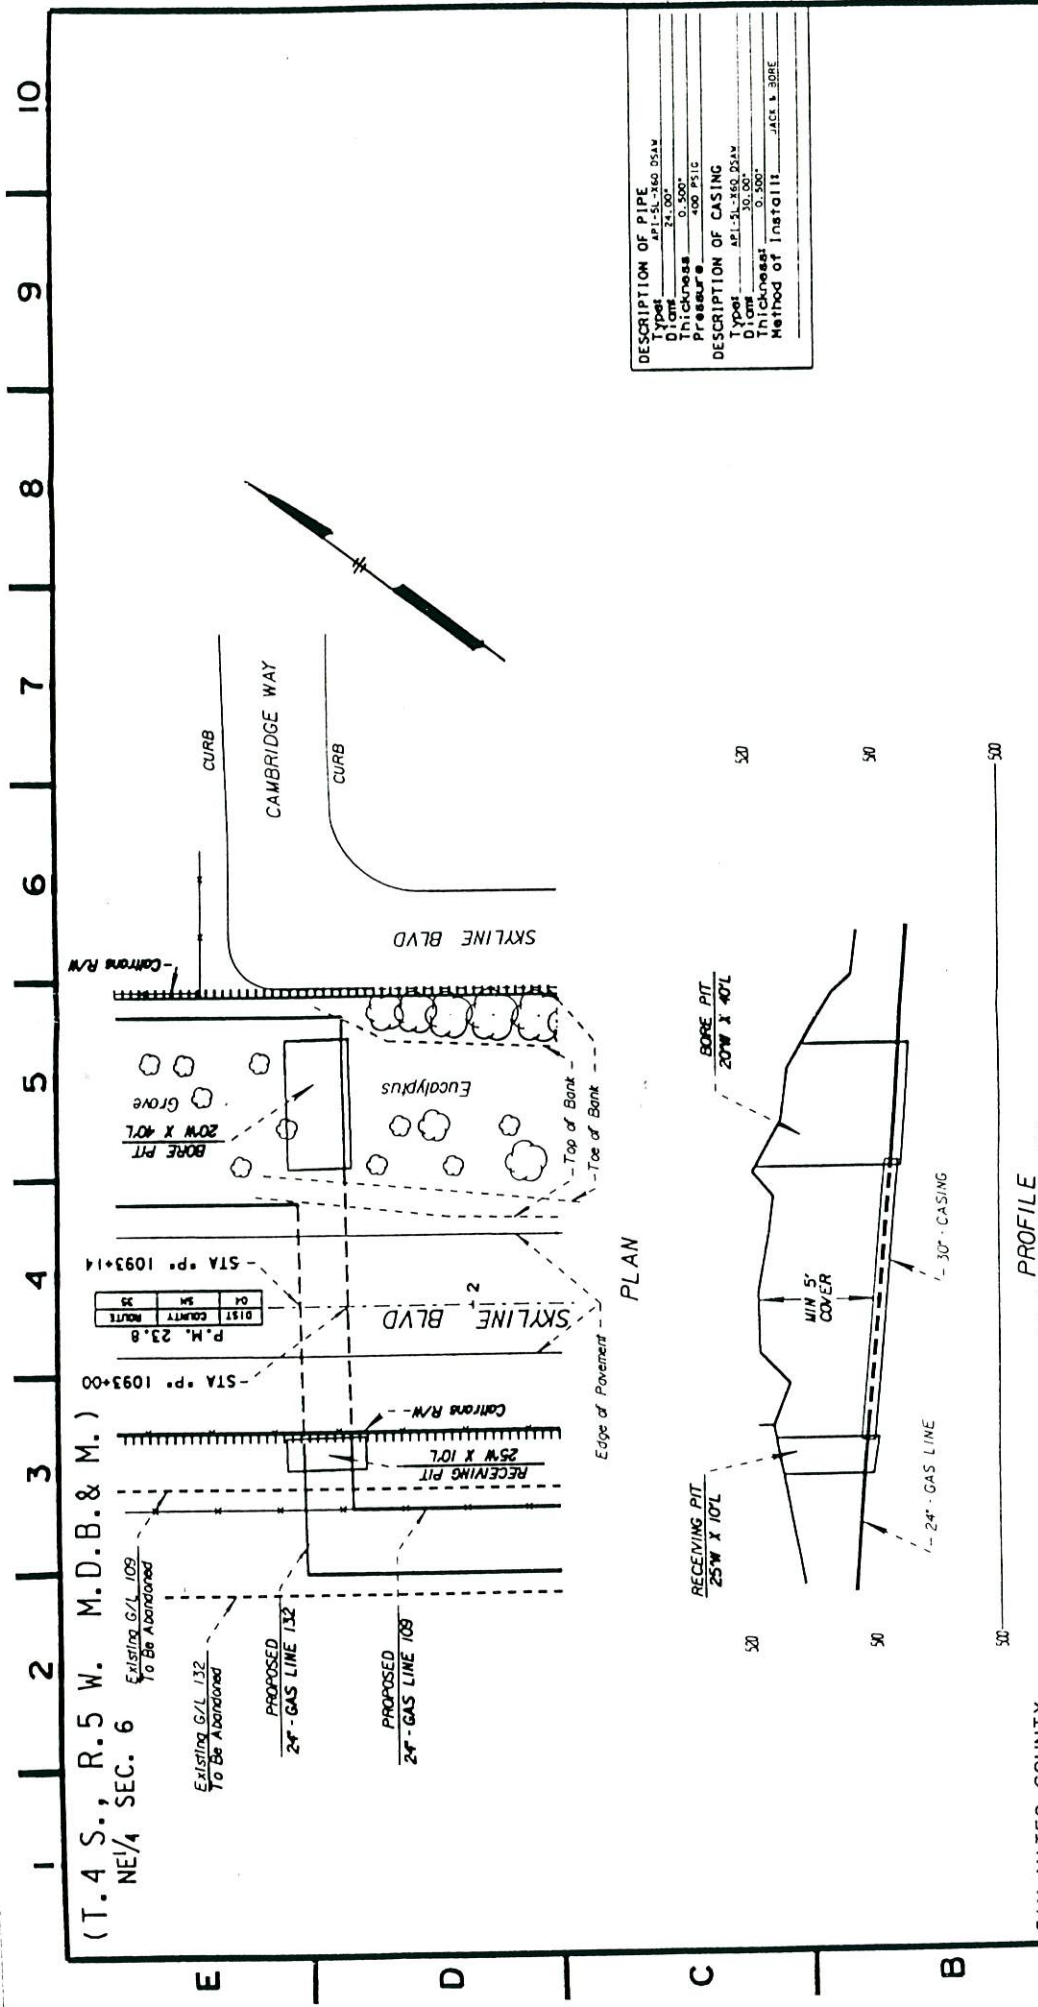 1 2 3 4 5 6 7 8 9 10
E
D
C
B
(T.4 S., R.5 W. M.D.B.& M.)
NE 1/4 SEC. 6
Existing G/L 109
To Be Abandoned
Existing G/L 132
To Be Abandoned
PROPOSED
24"-GAS LINE 132
PROPOSED
24"-GAS LINE 109
RECEIVING PIT
25'W X 10'L
Caltrans R/W
STA "P" 1093+00
P.M. 23.8
DIST COUNTY ROUTE
04 SM 35
STA "P" 1093+14
SKYLINE BLVD
2
Edge of Pavement
BORE PIT
20'W X 40'L
Grove
Eucalyptus
Top of Bank
Toe of Bank
Caltrans R/W
SKYLINE BLVD
CURB
CAMBRIDGE WAY
CURB
PLAN
DESCRIPTION OF PIPE
Type: API-5L-X60 DSAW
Diam: 24.00"
Thickness 0.500"
Pressure 400 PSIG
DESCRIPTION OF CASING
Type: API-5L-X60 DSAW
Diam: 30.00"
Thickness: 0.500"
Method of Install: JACK & BORE
520
510
500
RECEIVING PIT
25'W X 10'L
24"-GAS LINE
MIN 5'
COVER
30"-CASING
BORE PIT
20'W X 40'L
520
510
500
PROFILE